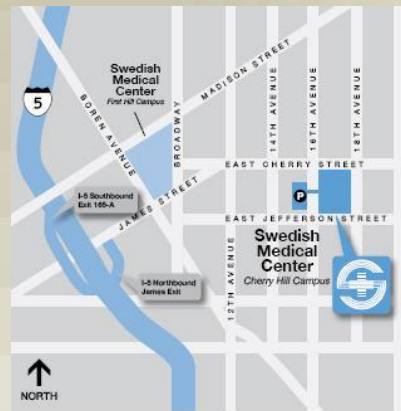 5
Swedish
Medical
Center
First Hill Campus
MADISON STREET
BOREN AVENUE
BROADWAY
14TH AVENUE
16TH AVENUE
18TH AVENUE
EAST CHERRY STREET
I-5 Southbound
Exit 165-A
JAMES STREET
P
EAST JEFFERSON STREET
Swedish
Medical
Center
Cherry Hill Campus
12TH AVENUE
I-5 Northbound
James Exit
NORTH